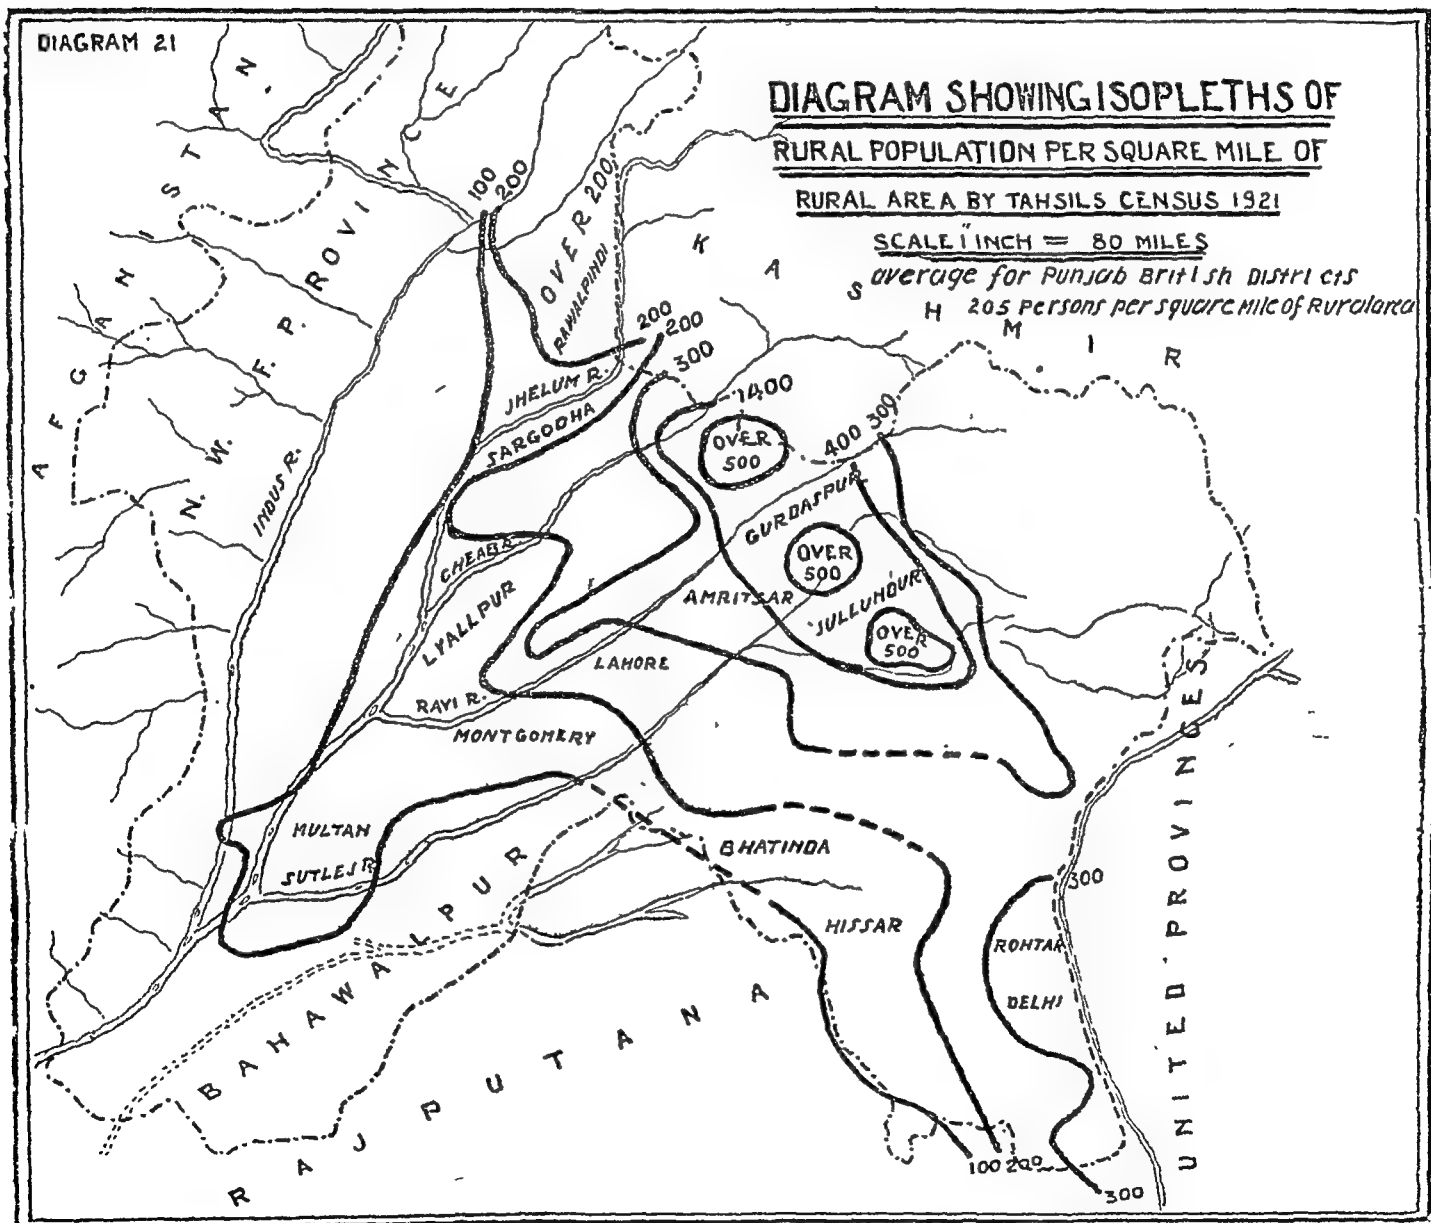 DIAGRAM 21
DIAGRAM SHOWING ISOPLETHS OF
RURAL POPULATION PER SQUARE MILE OF
RURAL AREA BY TAHSILS CENSUS 1921
SCALE 1" INCH = 80 MILES
average for Punjab British Districts
205 Persons per square Mile of Rural area
AFGANISTAN.
N. W. F. P. ROVINCE
KASHMIR
100
200
OVER 200
RAWALPINDI
200
200
300
JHELUM R.
SARGODHA
1400
OVER
500
400
300
INDUS R.
GURDASPUR
CHEAB R.
OVER
500
LYALLPUR
AMRITSAR
JULLUNDUR
OVER
500
LAHORE
RAVI R.
MONTGOMERY
MULTAN
SUTLES R
BHATINDA
HISSAR
300
ROHTAK
DELHI
BAHAWALPUR
RAJPUTANA
UNITED PROVINCES
100
200
300